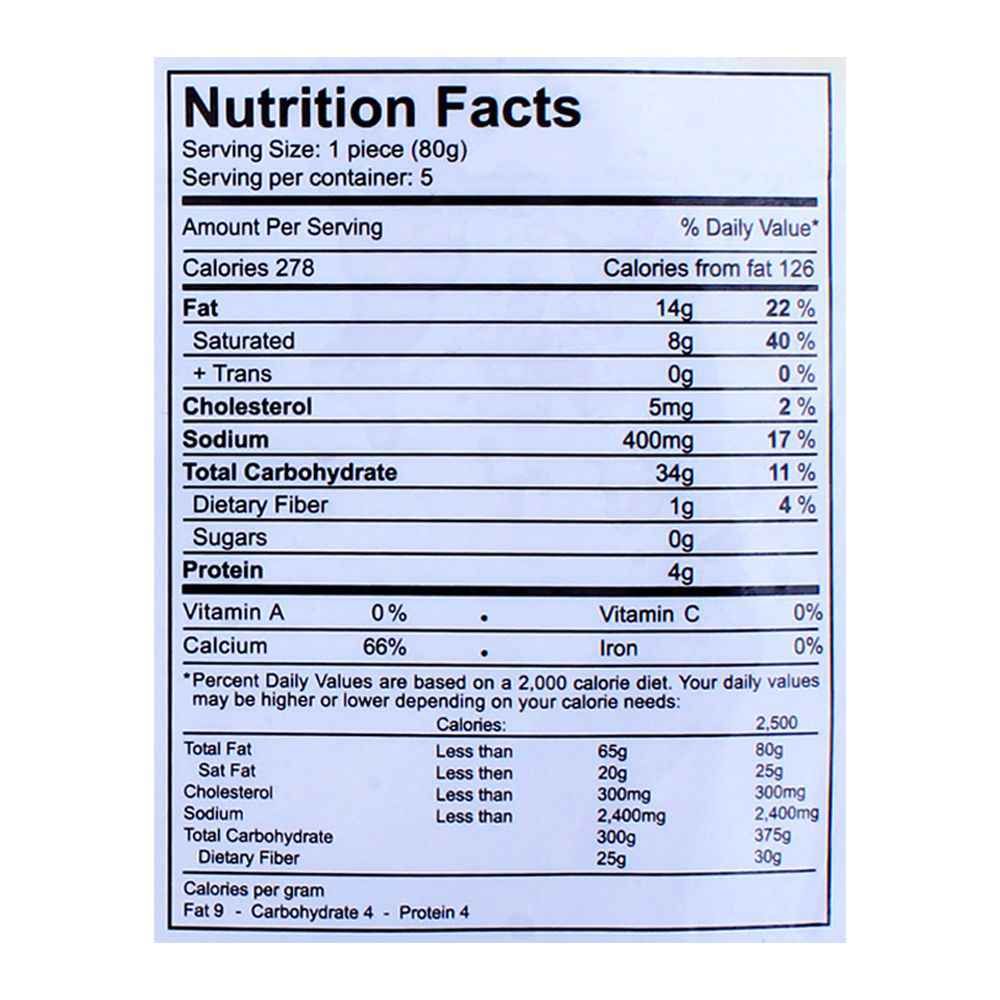 Nutrition Facts
Serving Size: 1 piece (80g)
Serving per container: 5
Amount Per Serving % Daily Value*
Calories 278 Calories from fat 126
Fat 14g 22 %
Saturated 8g 40 %
+ Trans 0g 0 %
Cholesterol 5mg 2 %
Sodium 400mg 17 %
Total Carbohydrate 34g 11 %
Dietary Fiber 1g 4 %
Sugars 0g
Protein 4g
Vitamin A 0% • Vitamin C 0%
Calcium 66% • Iron 0%
*Percent Daily Values are based on a 2,000 calorie diet. Your daily values
may be higher or lower depending on your calorie needs:
Calories: 2,500
Total Fat Less than 65g 80g
Sat Fat Less then 20g 25g
Cholesterol Less than 300mg 300mg
Sodium Less than 2,400mg 2,400mg
Total Carbohydrate 300g 375g
Dietary Fiber 25g 30g
Calories per gram
Fat 9 - Carbohydrate 4 - Protein 4